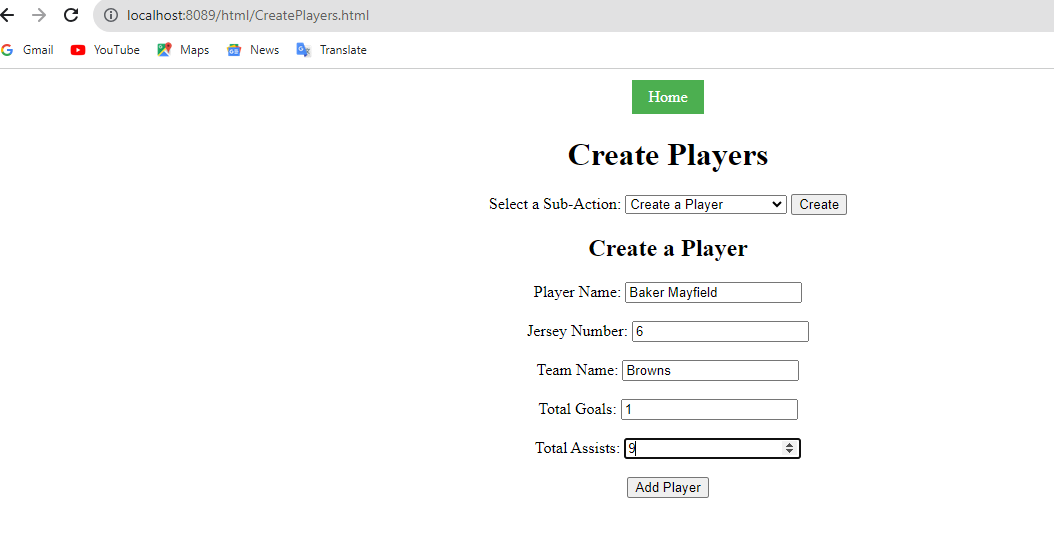 localhost:8089/html/CreatePlayers.html
Gmail YouTube Maps News Translate
Home
Create Players
Select a Sub-Action: Create a Player Create
Create a Player
Player Name: Baker Mayfield
Jersey Number: 6
Team Name: Browns
Total Goals: 1
Total Assists: 9
Add Player